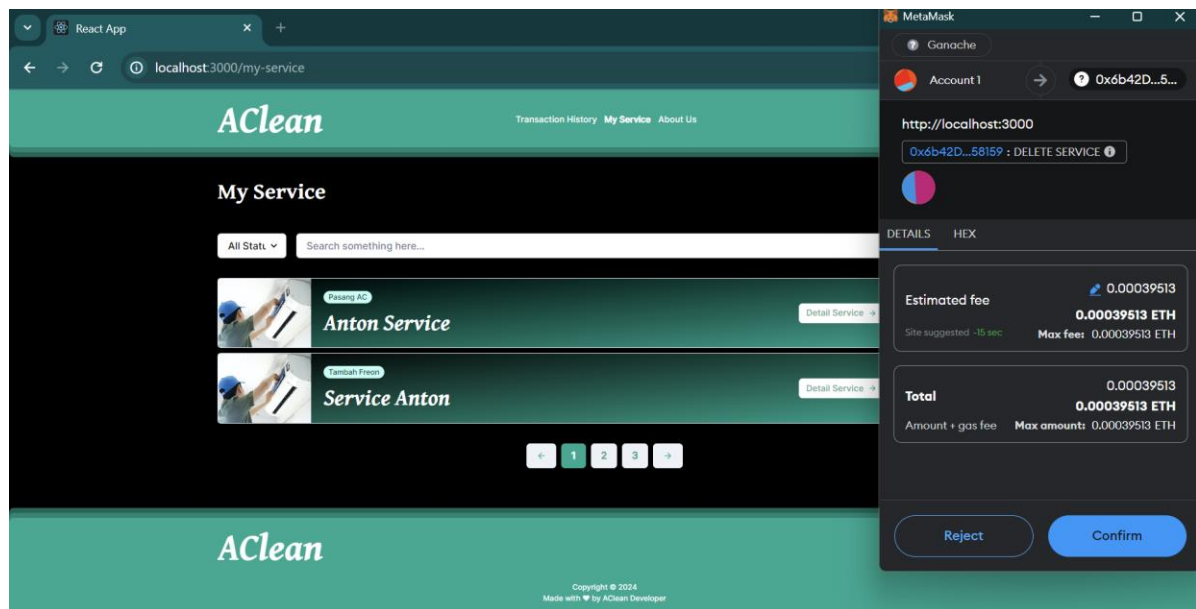 React App
localhost:3000/my-service
AClean
Transaction History My Service About Us
My Service
All Statu
Search something here...
Pasang AC
Anton Service
Detail Service →
Tambah Freon
Service Anton
Detail Service →
← 1 2 3 →
AClean
Copyright © 2024
Made with ♥ by AClean Developer
MetaMask
Ganache
Account 1 → 0x6b42D...5...
http://localhost:3000
0x6b42D...58159 : DELETE SERVICE
DETAILS HEX
0.00039513
Estimated fee
0.00039513 ETH
Site suggested ~15 sec Max fee: 0.00039513 ETH
0.00039513
Total
0.00039513 ETH
Amount + gas fee Max amount: 0.00039513 ETH
Reject Confirm